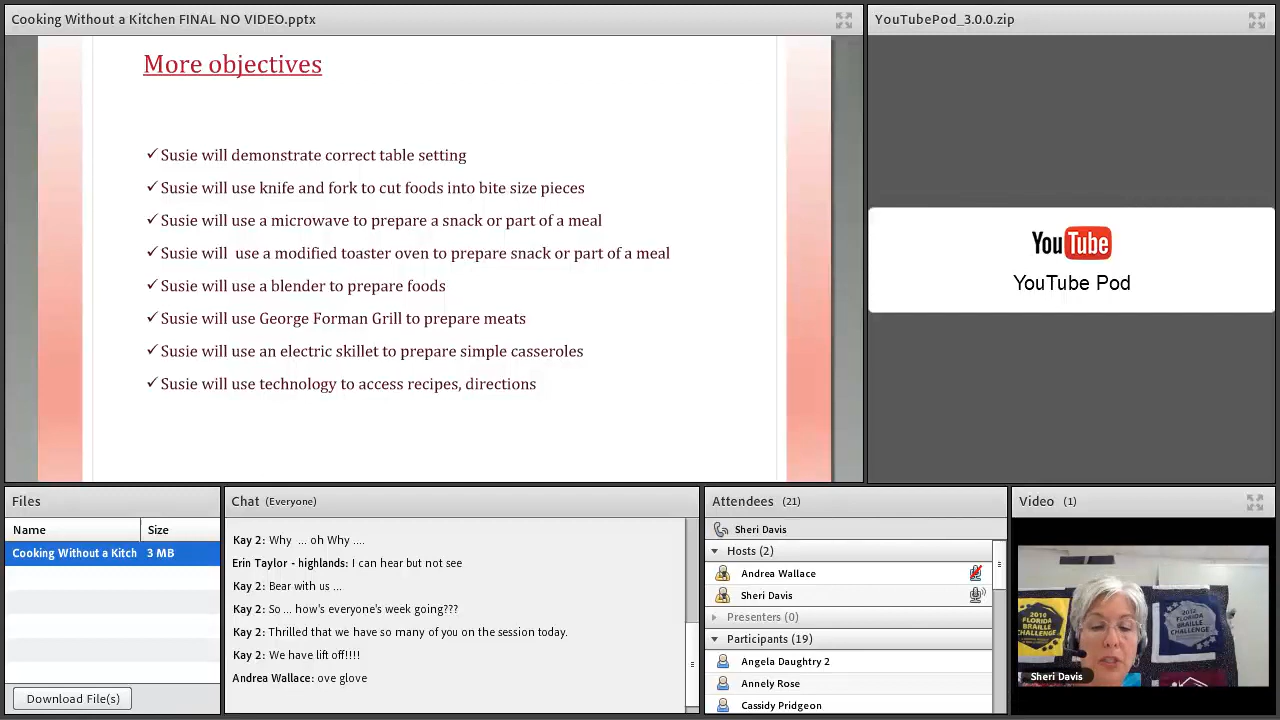 Cooking Without a Kitchen FINAL NO VIDEO.pptx
More objectives
✓Susie will demonstrate correct table setting
✓Susie will use knife and fork to cut foods into bite size pieces
✓Susie will use a microwave to prepare a snack or part of a meal
✓Susie will  use a modified toaster oven to prepare snack or part of a meal
✓Susie will use a blender to prepare foods
✓Susie will use George Forman Grill to prepare meats
✓Susie will use an electric skillet to prepare simple casseroles
✓Susie will use technology to access recipes, directions
YouTubePod_3.0.0.zip
YouTube
YouTube Pod
Files
Name Size
Cooking Without a Kitch 3 MB
Download File(s)
Chat (Everyone)
Kay 2: Why ... oh Why ....
Erin Taylor - highlands: I can hear but not see
Kay 2: Bear with us ...
Kay 2: So ... how's everyone's week going???
Kay 2: Thrilled that we have so many of you on the session today.
Kay 2: We have lift off!!!!
Andrea Wallace: ove glove
Attendees (21)
Sheri Davis
Hosts (2)
Andrea Wallace
Sheri Davis
Presenters (0)
Participants (19)
Angela Daughtry 2
Annely Rose
Cassidy Pridgeon
Video (1)
FLORIDA
BRAILLE
CHALLENGE
2010
FLORIDA
BRAILLE
CHALLENGE
Sheri Davis